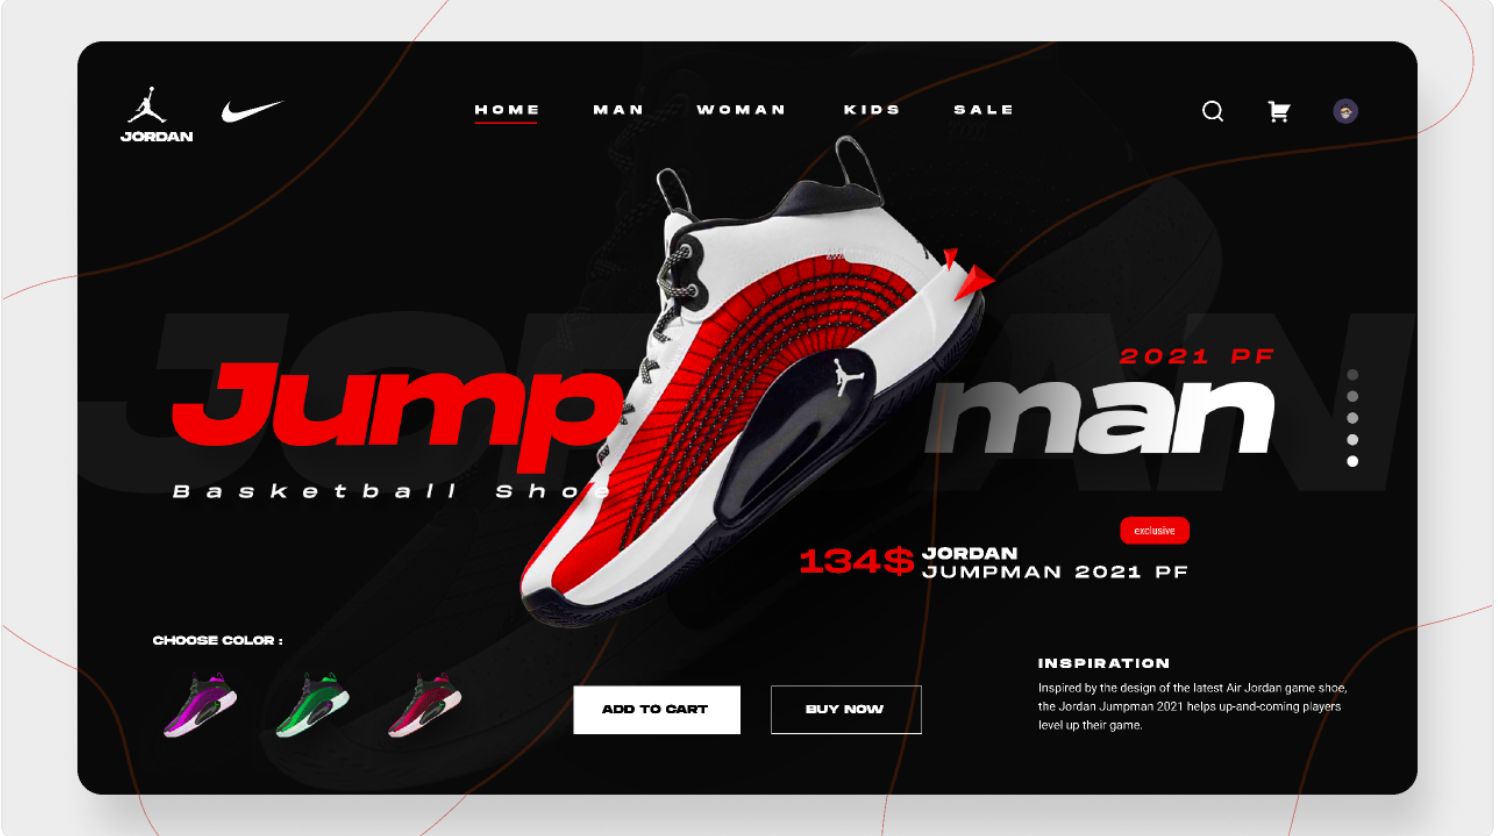 JORDAN
HOME MAN WOMAN KIDS SALE
JORDAN
2021 PF
Jump man
Basketball Shoe
exclusive
134$ JORDAN
JUMPMAN 2021 PF
CHOOSE COLOR :
ADD TO CART
BUY NOW
INSPIRATION
Inspired by the design of the latest Air Jordan game shoe,
the Jordan Jumpman 2021 helps up-and-coming players
level up their game.